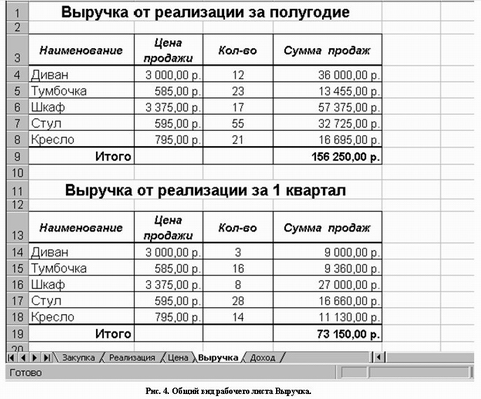 1 Выручка от реализации за полугодие
2
3 Наименование Цена продажи Кол-во Сумма продаж
4 Диван 3 000,00 р. 12 36 000,00 р.
5 Тумбочка 585,00 р. 23 13 455,00 р.
6 Шкаф 3 375,00 р. 17 57 375,00 р.
7 Стул 595,00 р. 55 32 725,00 р.
8 Кресло 795,00 р. 21 16 695,00 р.
9 Итого 156 250,00 р.
10
11 Выручка от реализации за 1 квартал
12
13 Наименование Цена продажи Кол-во Сумма продаж
14 Диван 3 000,00 р. 3 9 000,00 р.
15 Тумбочка 585,00 р. 16 9 360,00 р.
16 Шкаф 3 375,00 р. 8 27 000,00 р.
17 Стул 595,00 р. 28 16 660,00 р.
18 Кресло 795,00 р. 14 11 130,00 р.
19 Итого 73 150,00 р.
20
Закупка Реализация Цена Выручка Доход
Готово
Рис. 4. Общий вид рабочего листа Выручка.